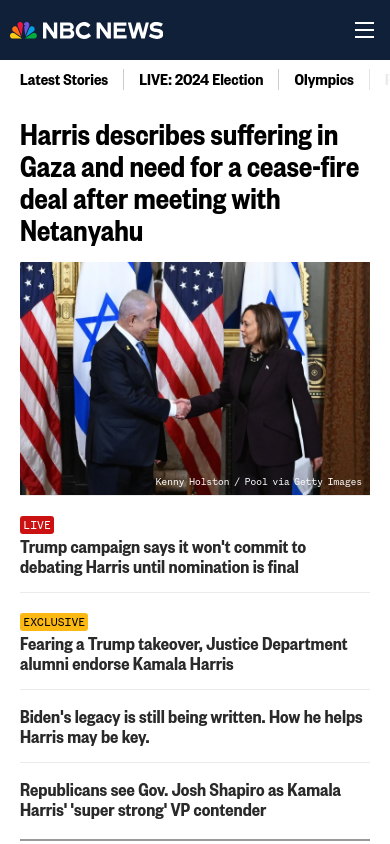 NBC NEWS
Latest Stories
LIVE: 2024 Election
Olympics
Harris describes suffering in
Gaza and need for a cease-fire
deal after meeting with
Netanyahu
Kenny Holston / Pool via Getty Images
LIVE
Trump campaign says it won't commit to
debating Harris until nomination is final
EXCLUSIVE
Fearing a Trump takeover, Justice Department
alumni endorse Kamala Harris
Biden's legacy is still being written. How he helps
Harris may be key.
Republicans see Gov. Josh Shapiro as Kamala
Harris' 'super strong' VP contender